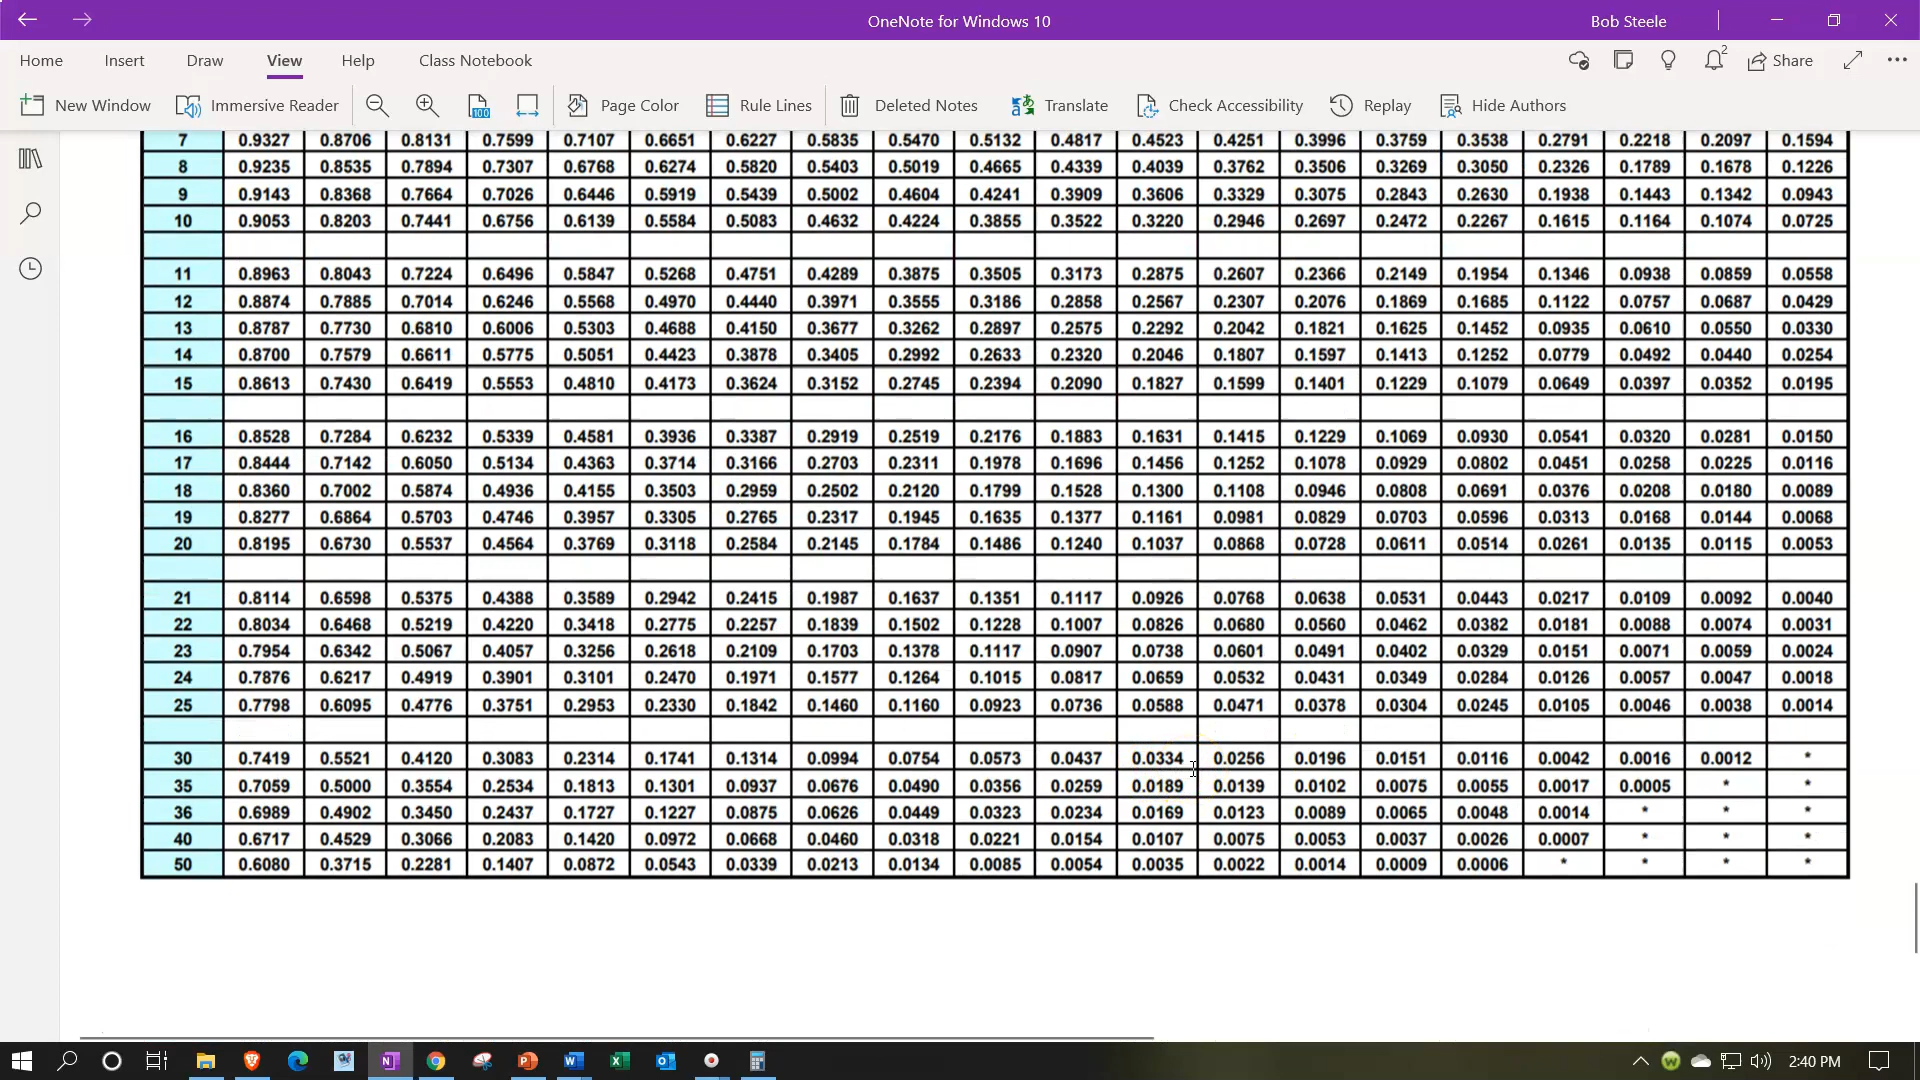 OneNote for Windows 10
Bob Steele
Home Insert Draw View Help Class Notebook
2
Share
New Window Immersive Reader 100 Page Color Rule Lines Deleted Notes Translate Check Accessibility Replay Hide Authors
7 0.9327 0.8706 0.8131 0.7599 0.7107 0.6651 0.6227 0.5835 0.5470 0.5132 0.4817 0.4523 0.4251 0.3996 0.3759 0.3538 0.2791 0.2218 0.2097 0.1594
8 0.9235 0.8535 0.7894 0.7307 0.6768 0.6274 0.5820 0.5403 0.5019 0.4665 0.4339 0.4039 0.3762 0.3506 0.3269 0.3050 0.2326 0.1789 0.1678 0.1226
9 0.9143 0.8368 0.7664 0.7026 0.6446 0.5919 0.5439 0.5002 0.4604 0.4241 0.3909 0.3606 0.3329 0.3075 0.2843 0.2630 0.1938 0.1443 0.1342 0.0943
10 0.9053 0.8203 0.7441 0.6756 0.6139 0.5584 0.5083 0.4632 0.4224 0.3855 0.3522 0.3220 0.2946 0.2697 0.2472 0.2267 0.1615 0.1164 0.1074 0.0725
11 0.8963 0.8043 0.7224 0.6496 0.5847 0.5268 0.4751 0.4289 0.3875 0.3505 0.3173 0.2875 0.2607 0.2366 0.2149 0.1954 0.1346 0.0938 0.0859 0.0558
12 0.8874 0.7885 0.7014 0.6246 0.5568 0.4970 0.4440 0.3971 0.3555 0.3186 0.2858 0.2567 0.2307 0.2076 0.1869 0.1685 0.1122 0.0757 0.0687 0.0429
13 0.8787 0.7730 0.6810 0.6006 0.5303 0.4688 0.4150 0.3677 0.3262 0.2897 0.2575 0.2292 0.2042 0.1821 0.1625 0.1452 0.0935 0.0610 0.0550 0.0330
14 0.8700 0.7579 0.6611 0.5775 0.5051 0.4423 0.3878 0.3405 0.2992 0.2633 0.2320 0.2046 0.1807 0.1597 0.1413 0.1252 0.0779 0.0492 0.0440 0.0254
15 0.8613 0.7430 0.6419 0.5553 0.4810 0.4173 0.3624 0.3152 0.2745 0.2394 0.2090 0.1827 0.1599 0.1401 0.1229 0.1079 0.0649 0.0397 0.0352 0.0195
16 0.8528 0.7284 0.6232 0.5339 0.4581 0.3936 0.3387 0.2919 0.2519 0.2176 0.1883 0.1631 0.1415 0.1229 0.1069 0.0930 0.0541 0.0320 0.0281 0.0150
17 0.8444 0.7142 0.6050 0.5134 0.4363 0.3714 0.3166 0.2703 0.2311 0.1978 0.1696 0.1456 0.1252 0.1078 0.0929 0.0802 0.0451 0.0258 0.0225 0.0116
18 0.8360 0.7002 0.5874 0.4936 0.4155 0.3503 0.2959 0.2502 0.2120 0.1799 0.1528 0.1300 0.1108 0.0946 0.0808 0.0691 0.0376 0.0208 0.0180 0.0089
19 0.8277 0.6864 0.5703 0.4746 0.3957 0.3305 0.2765 0.2317 0.1945 0.1635 0.1377 0.1161 0.0981 0.0829 0.0703 0.0596 0.0313 0.0168 0.0144 0.0068
20 0.8195 0.6730 0.5537 0.4564 0.3769 0.3118 0.2584 0.2145 0.1784 0.1486 0.1240 0.1037 0.0868 0.0728 0.0611 0.0514 0.0261 0.0135 0.0115 0.0053
21 0.8114 0.6598 0.5375 0.4388 0.3589 0.2942 0.2415 0.1987 0.1637 0.1351 0.1117 0.0926 0.0768 0.0638 0.0531 0.0443 0.0217 0.0109 0.0092 0.0040
22 0.8034 0.6468 0.5219 0.4220 0.3418 0.2775 0.2257 0.1839 0.1502 0.1228 0.1007 0.0826 0.0680 0.0560 0.0462 0.0382 0.0181 0.0088 0.0074 0.0031
23 0.7954 0.6342 0.5067 0.4057 0.3256 0.2618 0.2109 0.1703 0.1378 0.1117 0.0907 0.0738 0.0601 0.0491 0.0402 0.0329 0.0151 0.0071 0.0059 0.0024
24 0.7876 0.6217 0.4919 0.3901 0.3101 0.2470 0.1971 0.1577 0.1264 0.1015 0.0817 0.0659 0.0532 0.0431 0.0349 0.0284 0.0126 0.0057 0.0047 0.0018
25 0.7798 0.6095 0.4776 0.3751 0.2953 0.2330 0.1842 0.1460 0.1160 0.0923 0.0736 0.0588 0.0471 0.0378 0.0304 0.0245 0.0105 0.0046 0.0038 0.0014
30 0.7419 0.5521 0.4120 0.3083 0.2314 0.1741 0.1314 0.0994 0.0754 0.0573 0.0437 0.0334 0.0256 0.0196 0.0151 0.0116 0.0042 0.0016 0.0012 *
35 0.7059 0.5000 0.3554 0.2534 0.1813 0.1301 0.0937 0.0676 0.0490 0.0356 0.0259 0.0189 0.0139 0.0102 0.0075 0.0055 0.0017 0.0005 * *
36 0.6989 0.4902 0.3450 0.2437 0.1727 0.1227 0.0875 0.0626 0.0449 0.0323 0.0234 0.0169 0.0123 0.0089 0.0065 0.0048 0.0014 * * *
40 0.6717 0.4529 0.3066 0.2083 0.1420 0.0972 0.0668 0.0460 0.0318 0.0221 0.0154 0.0107 0.0075 0.0053 0.0037 0.0026 0.0007 * * *
50 0.6080 0.3715 0.2281 0.1407 0.0872 0.0543 0.0339 0.0213 0.0134 0.0085 0.0054 0.0035 0.0022 0.0014 0.0009 0.0006 * * * *
2:40 PM